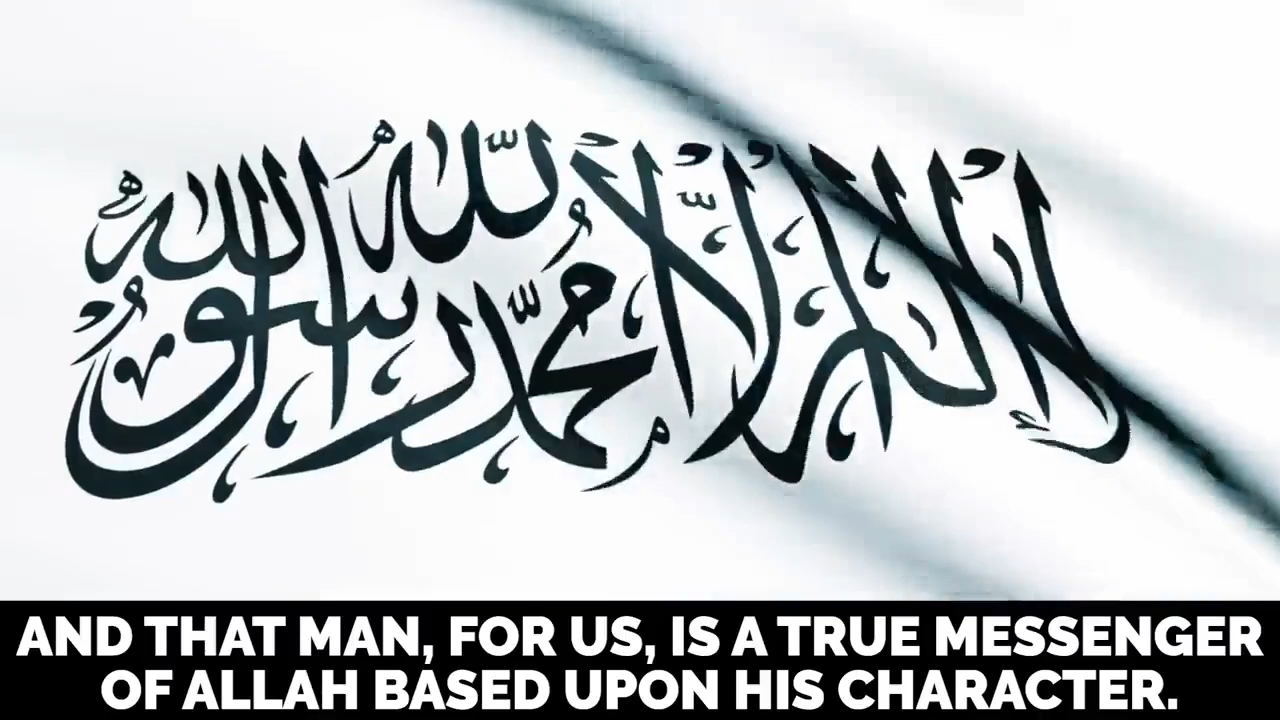 لا إله إلا الله محمد رسول الله
AND THAT MAN, FOR US, IS A TRUE MESSENGER
OF ALLAH BASED UPON HIS CHARACTER.